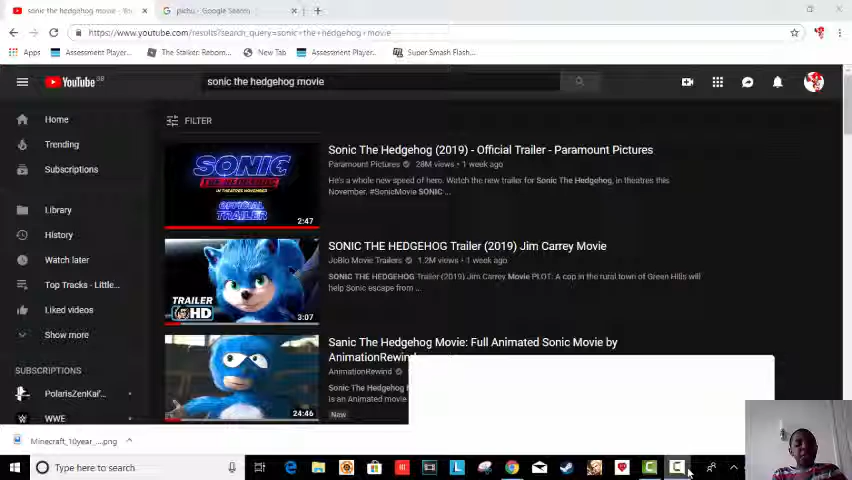 sonic the hedgehog movie - You
pichu - Google Search
https://www.youtube.com/results?search_query=sonic+the+hedgehog+movie
Apps
Assessment Player...
The Stalker: Reborn...
New Tab
Assessment Player...
Super Smash Flash...
YouTube GB
sonic the hedgehog movie
Home
Trending
Subscriptions
Library
History
Watch later
Top Tracks - Little...
Liked videos
Show more
SUBSCRIPTIONS
PolarisZenKai'...
WWE
FILTER
SONIC
THE HEDGEHOG
IN THEATRES NOVEMBER
OFFICIAL
TRAILER
2:47
Sonic The Hedgehog (2019) - Official Trailer - Paramount Pictures
Paramount Pictures 28M views • 1 week ago
He's a whole new speed of hero. Watch the new trailer for Sonic The Hedgehog, in theatres this
November. #SonicMovie SONIC ...
TRAILER
HD
3:07
SONIC THE HEDGEHOG Trailer (2019) Jim Carrey Movie
JoBlo Movie Trailers 1.2M views • 1 week ago
SONIC THE HEDGEHOG Trailer (2019) Jim Carrey Movie PLOT: A cop in the rural town of Green Hills will
help Sonic escape from ...
24:46
Sanic The Hedgehog Movie: Full Animated Sonic Movie by
AnimationRewind
AnimationRewind
Sonic The Hedgehog
is an Animated movie
New
Minecraft_10year_....png
Type here to search